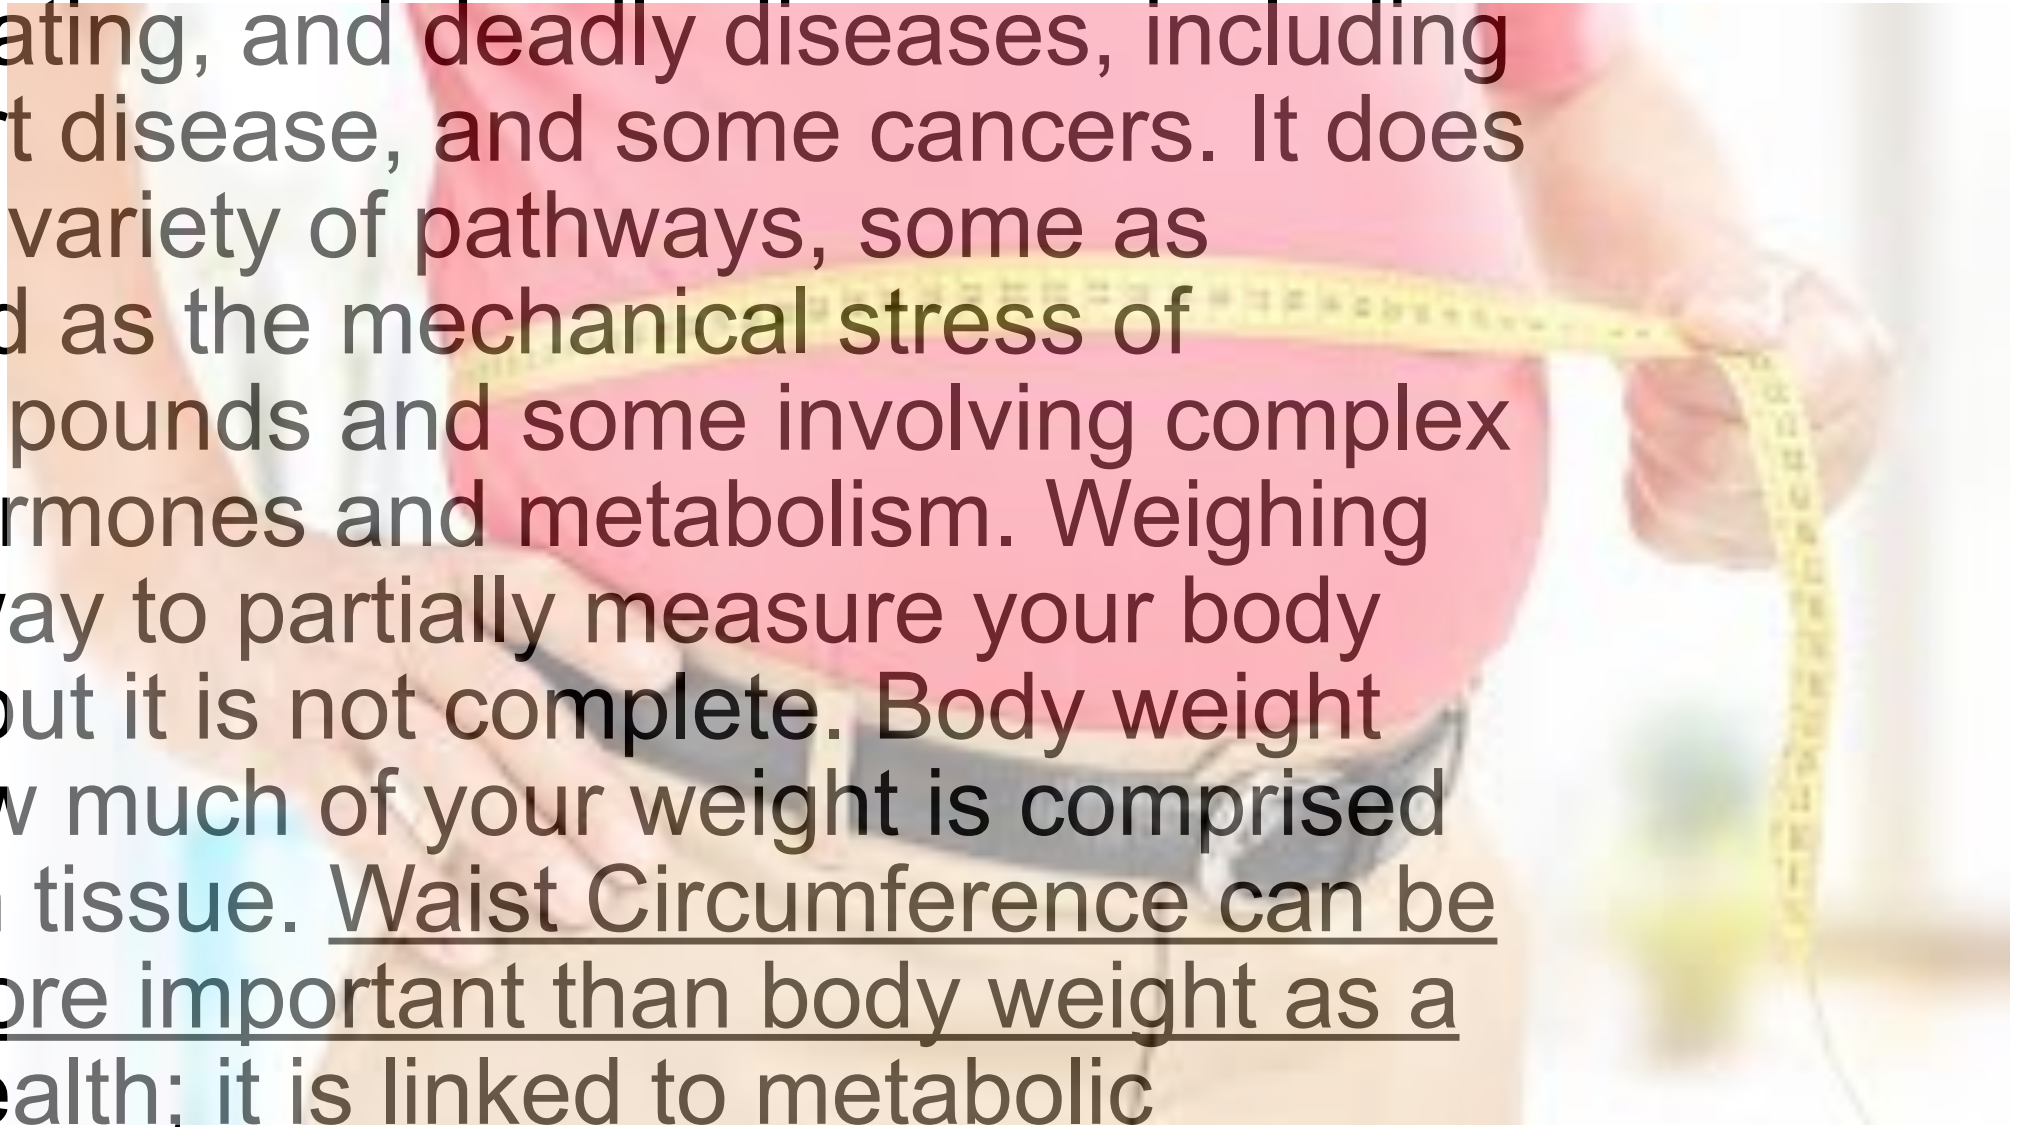 ating, and deadly diseases, including
t disease, and some cancers. It does
variety of pathways, some as
d as the mechanical stress of
pounds and some involving complex
rmones and metabolism. Weighing
ay to partially measure your body
out it is not complete. Body weight
w much of your weight is comprised
tissue. Waist Circumference can be
ore important than body weight as a
ealth; it is linked to metabolic